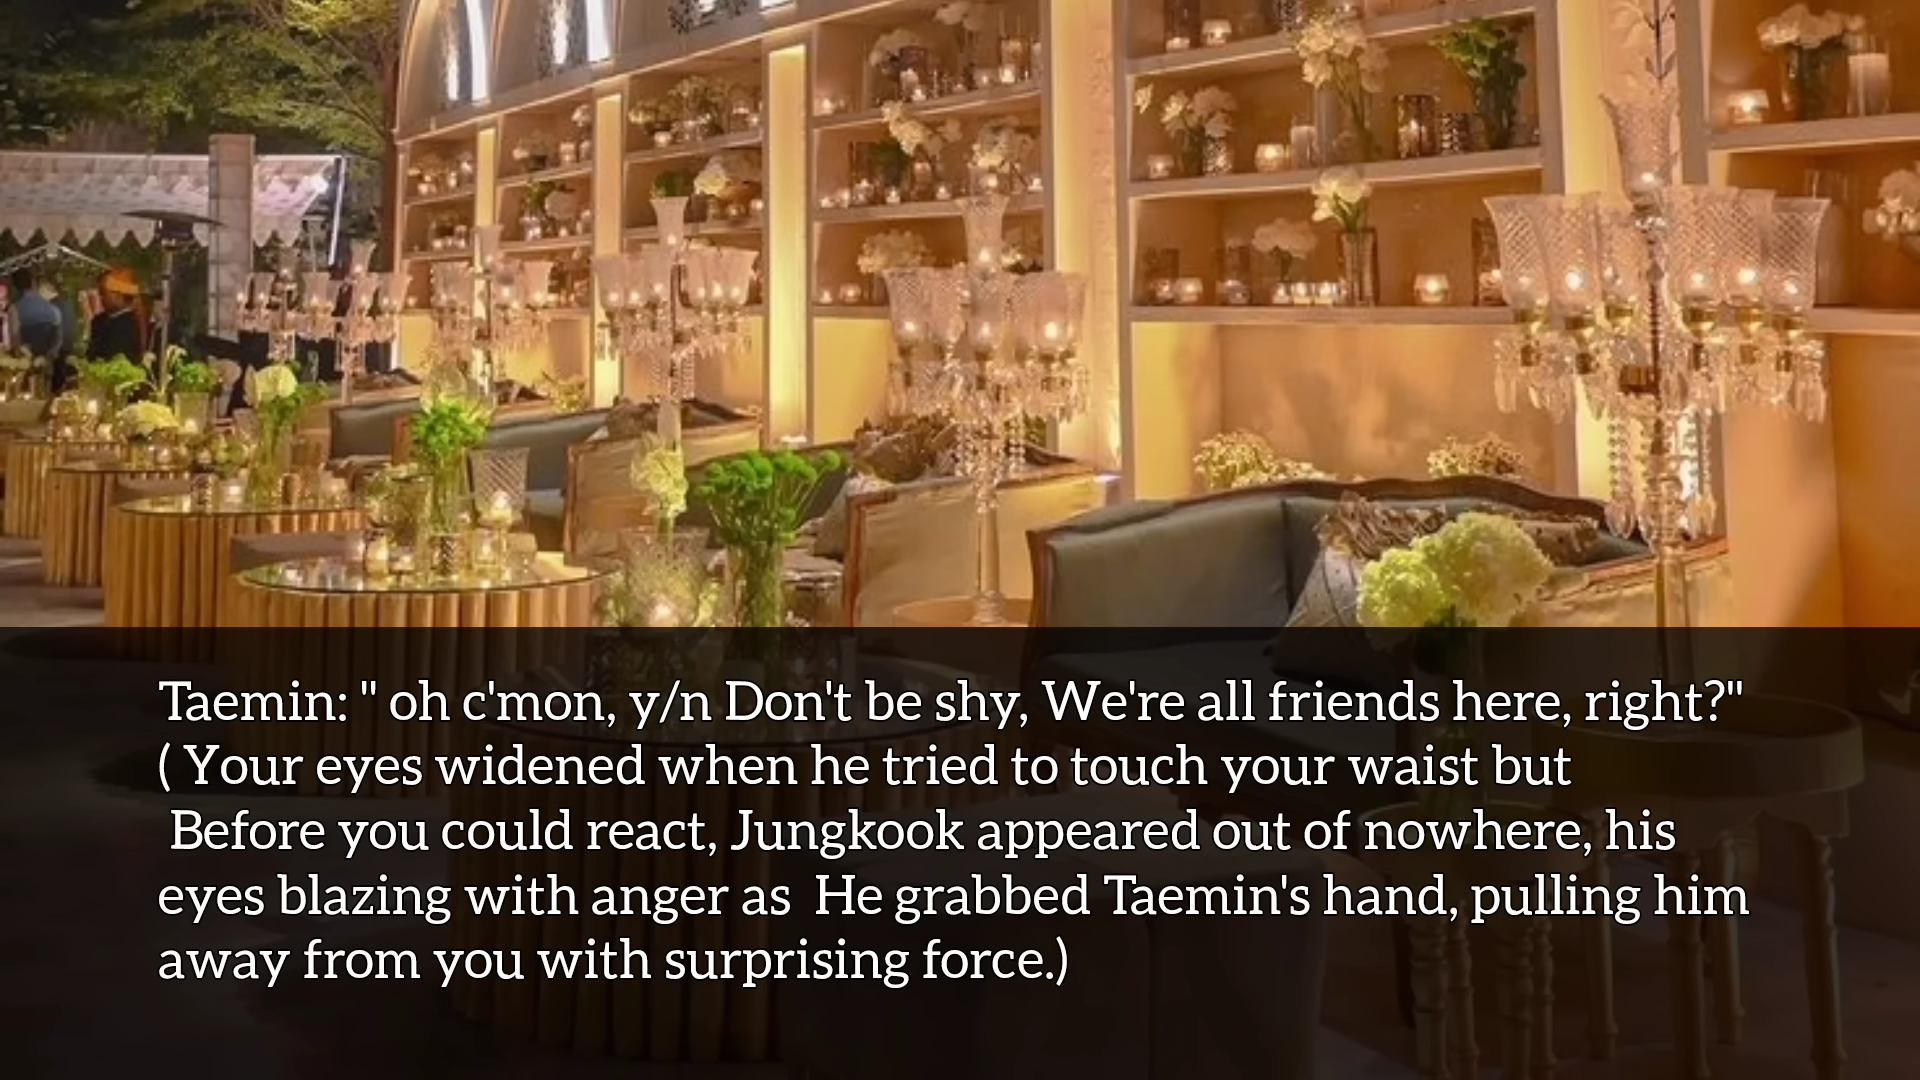 Taemin: " oh c'mon, y/n Don't be shy, We're all friends here, right?"
( Your eyes widened when he tried to touch your waist but
Before you could react, Jungkook appeared out of nowhere, his
eyes blazing with anger as  He grabbed Taemin's hand, pulling him
away from you with surprising force.)